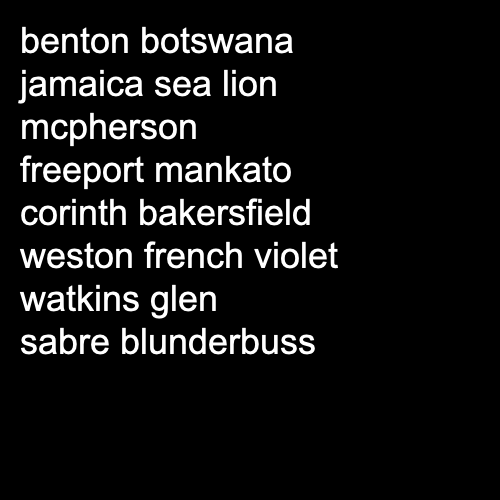 benton botswana
jamaica sea lion
mcpherson
freeport mankato
corinth bakersfield
weston french violet
watkins glen
sabre blunderbuss